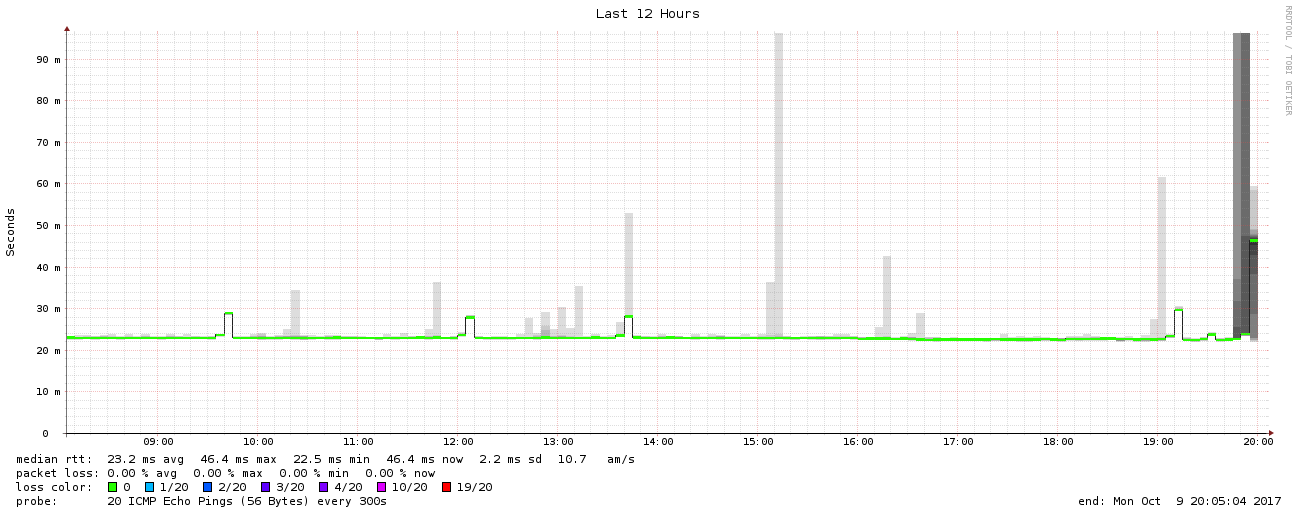 Last 12 Hours
RRDTOOL / TOBI OETIKER
Seconds
90 m
80 m
70 m
60 m
50 m
40 m
30 m
20 m
10 m
0
09:00 10:00 11:00 12:00 13:00 14:00 15:00 16:00 17:00 18:00 19:00 20:00
median rtt: 23.2 ms avg 46.4 ms max 22.5 ms min 46.4 ms now 2.2 ms sd 10.7 am/s
packet loss: 0.00 % avg 0.00 % max 0.00 % min 0.00 % now
loss color: 0 1/20 2/20 3/20 4/20 10/20 19/20
probe: 20 ICMP Echo Pings (56 Bytes) every 300s end: Mon Oct 9 20:05:04 2017